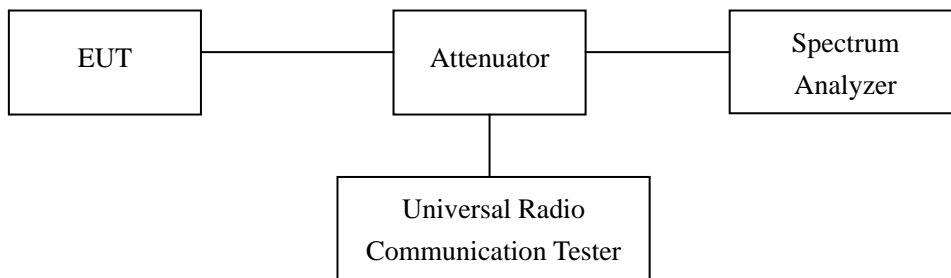 EUT
Attenuator
Spectrum
Analyzer
Universal Radio
Communication Tester